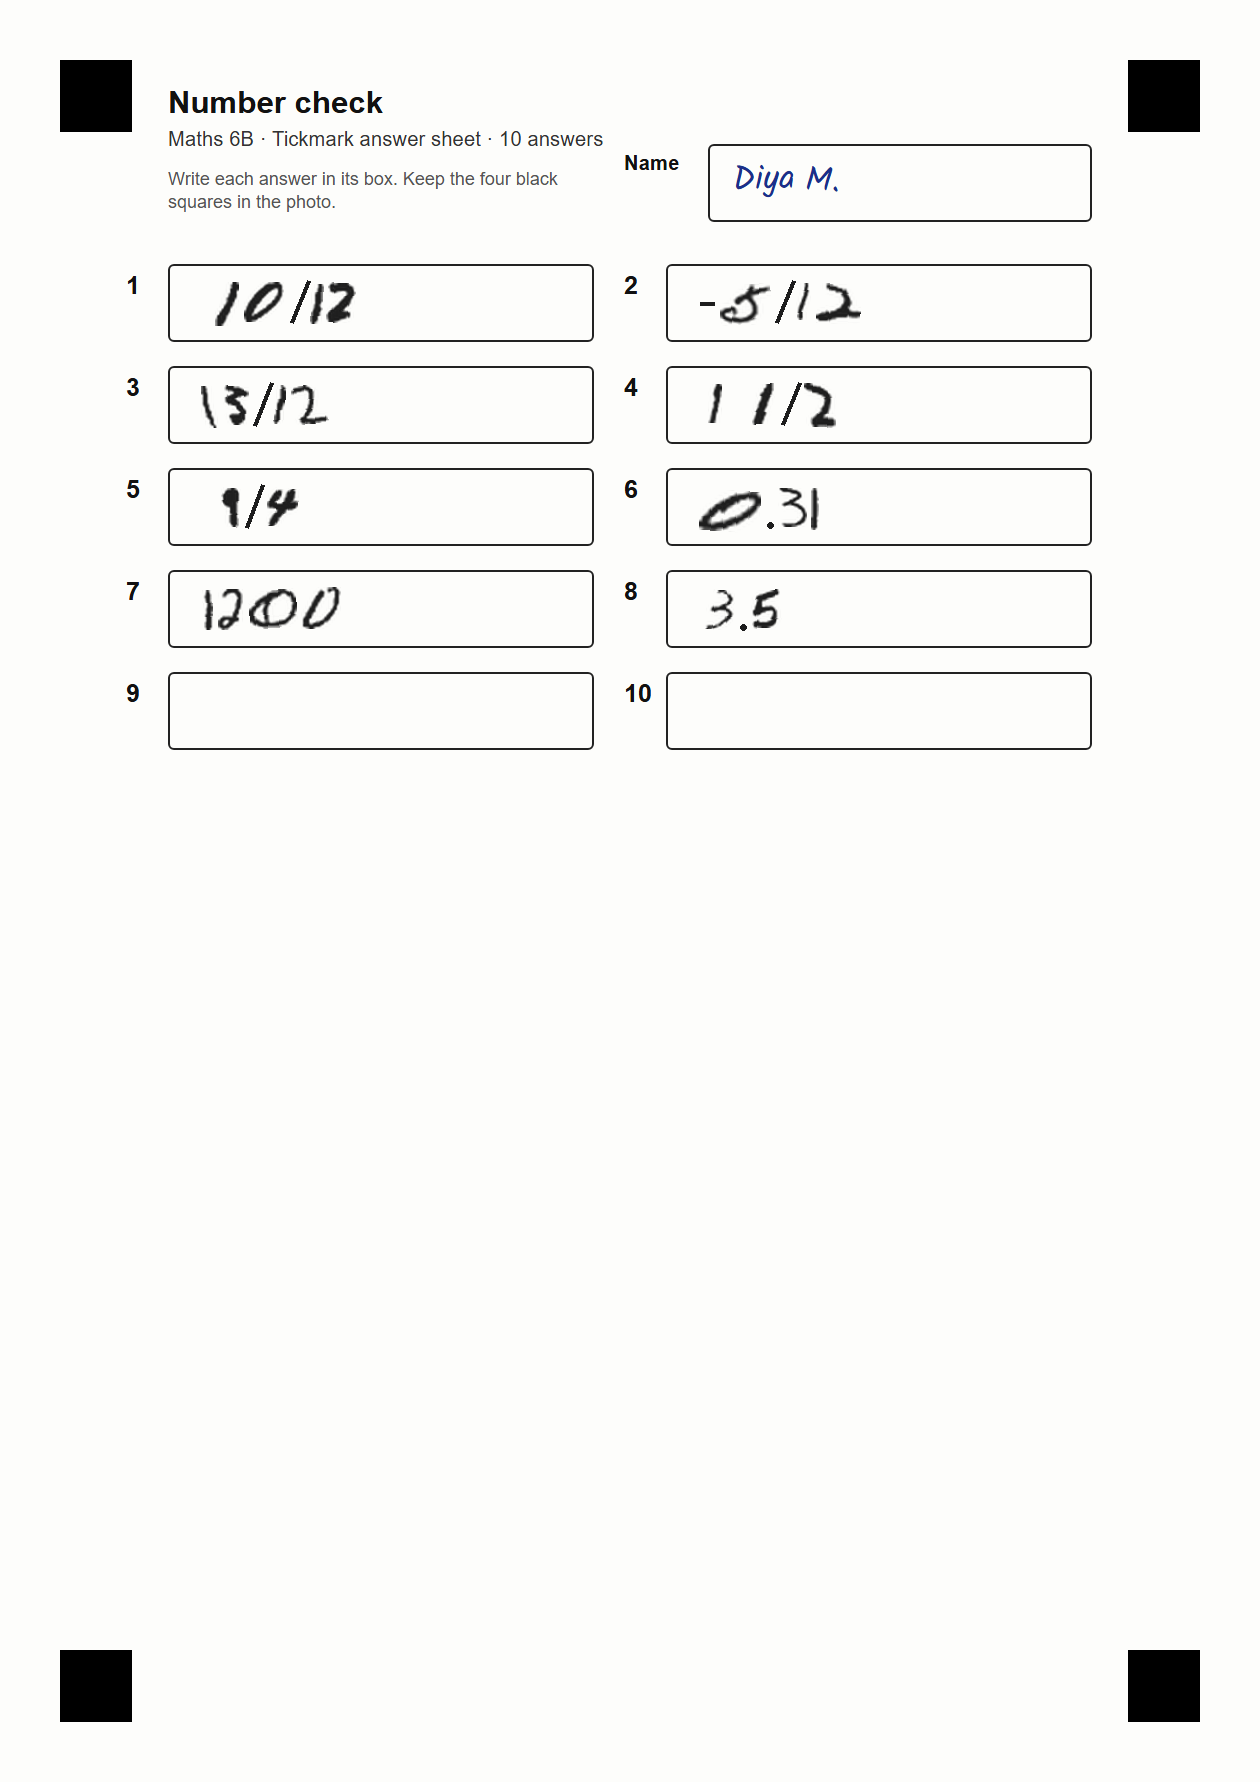 Number check
Maths 6B · Tickmark answer sheet · 10 answers
Write each answer in its box. Keep the four black
squares in the photo.
Name Diya M.
1 10/12
2 -5/12
3 13/12
4 1 1/2
5 9/4
6 0.31
7 1200
8 3.5
9
10